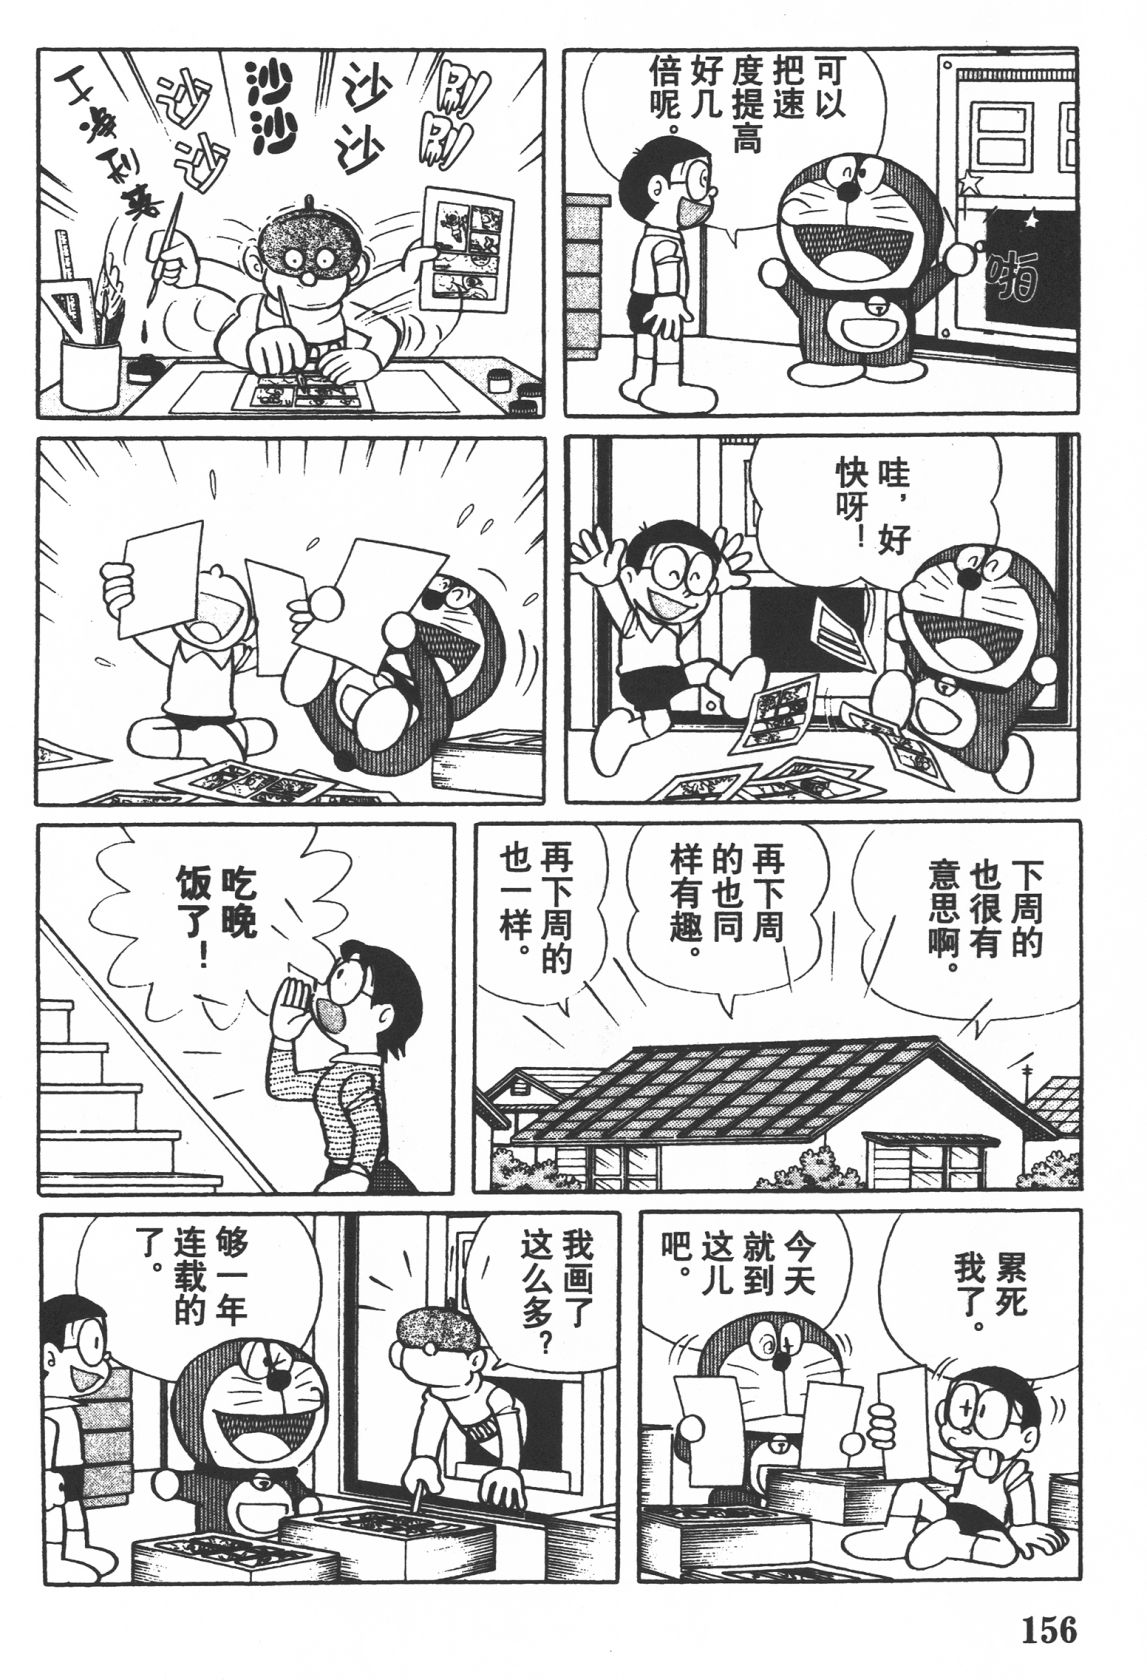 可以
把速
度提高
好几
倍呢。
啪
沙沙
沙沙
沙沙
干净利落
哇，好
快呀！
下周的
也很有
意思啊。
再下周
的也同
样有趣。
再下周的
也一样。
吃晚
饭了！
累死
我了。
今天
就到
这儿
吧。
我画了
这么多？
够一年
连载的
了。
156